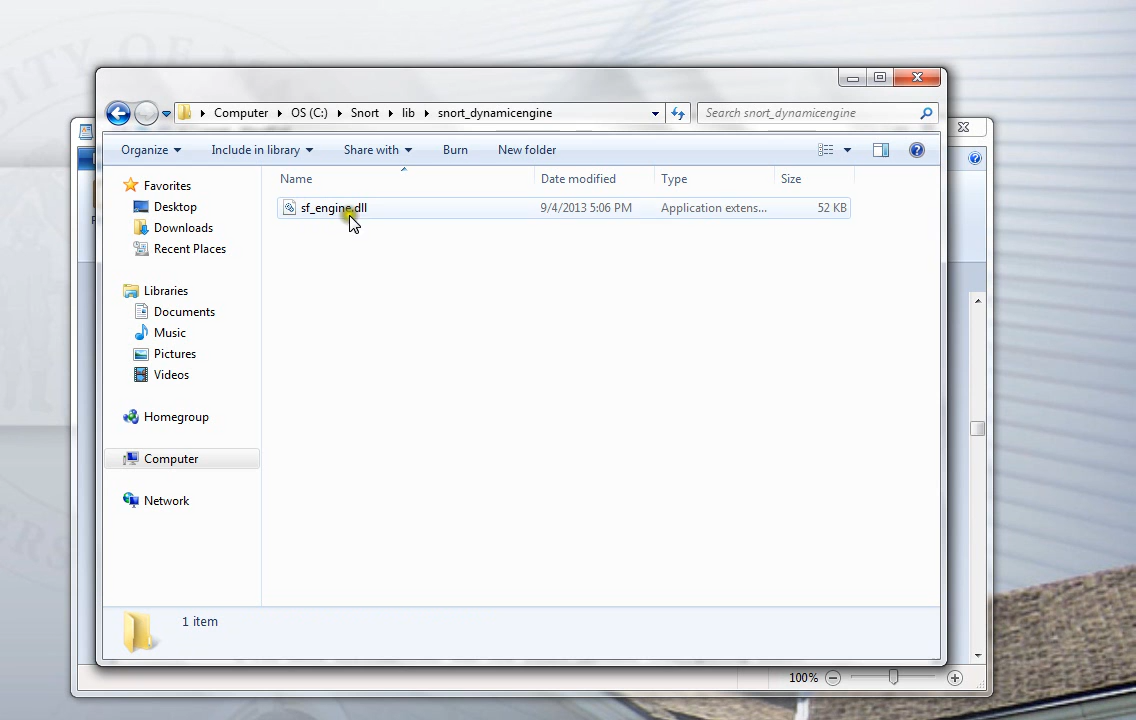 Computer OS (C:) Snort lib snort_dynamicengine Search snort_dynamicengine
Organize Include in library Share with Burn New folder
Name Date modified Type Size
sf_engine.dll 9/4/2013 5:06 PM Application extens... 52 KB
Favorites
Desktop
Downloads
Recent Places
Libraries
Documents
Music
Pictures
Videos
Homegroup
Computer
Network
1 item
100%